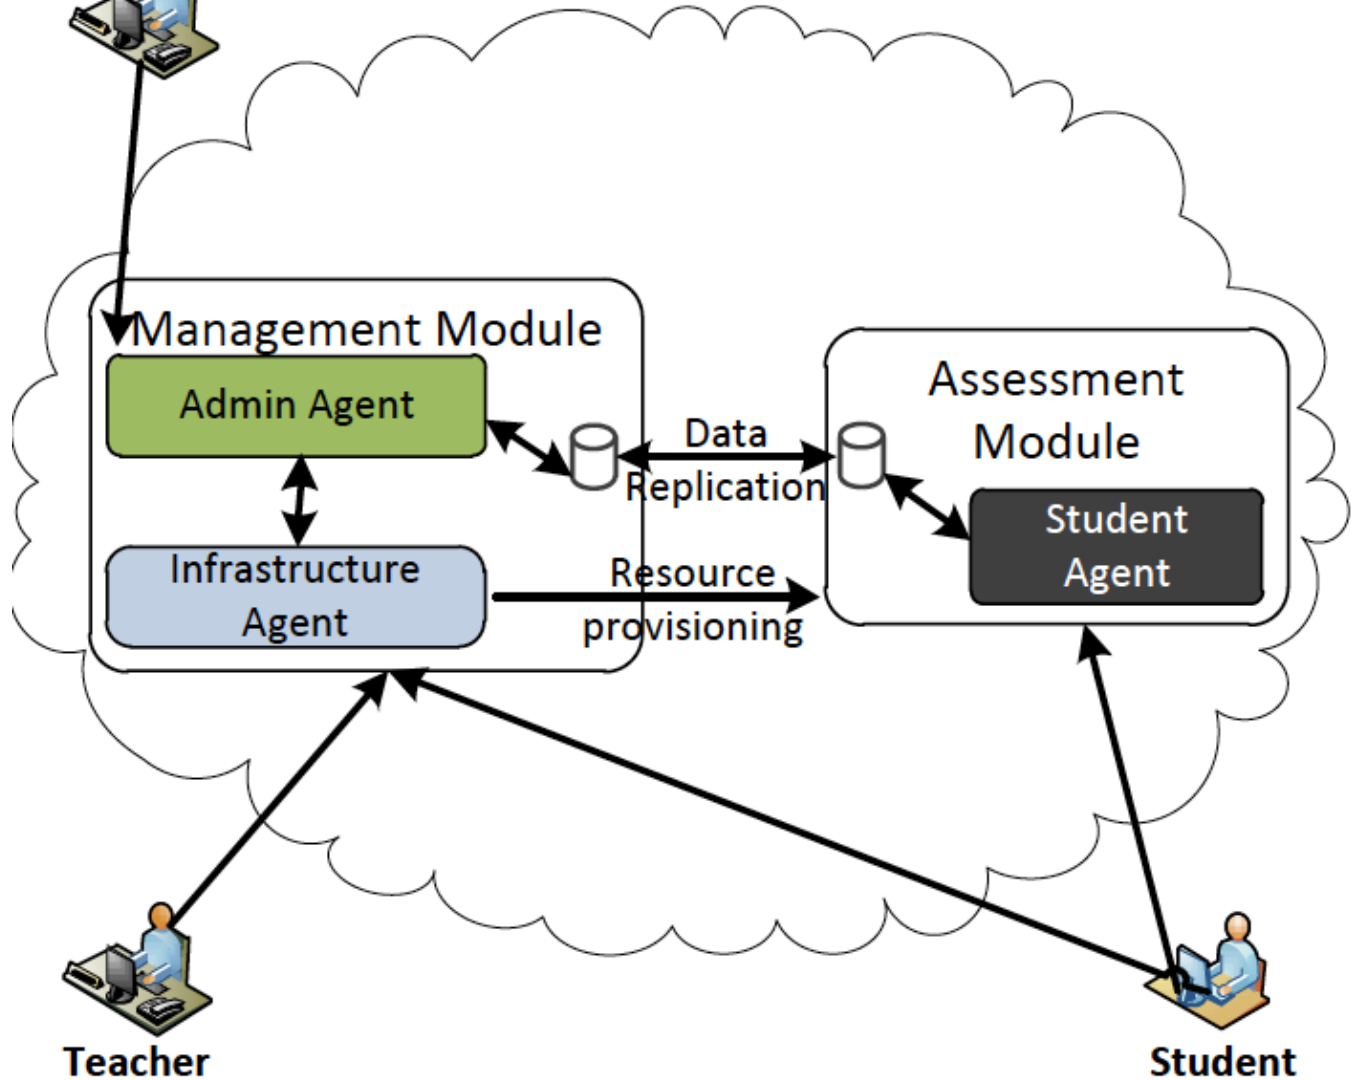 Management Module
Admin Agent
Infrastructure
Agent
Data
Replication
Resource
provisioning
Assessment
Module
Student
Agent
Teacher
Student